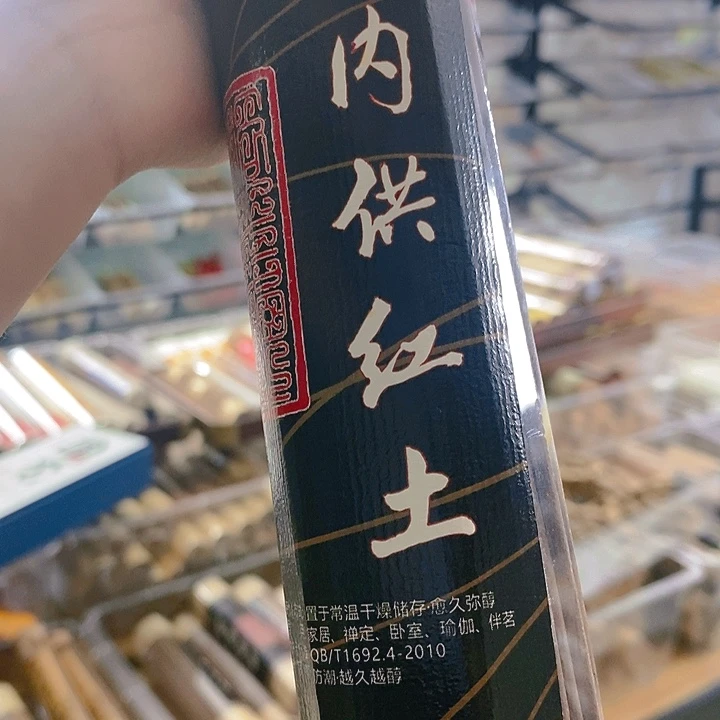 内供红土
置于常温干燥储存·愈久弥醇
家居、禅定、卧室、瑜伽、伴茗
QB/T1692.4-2010
防潮·越久越醇